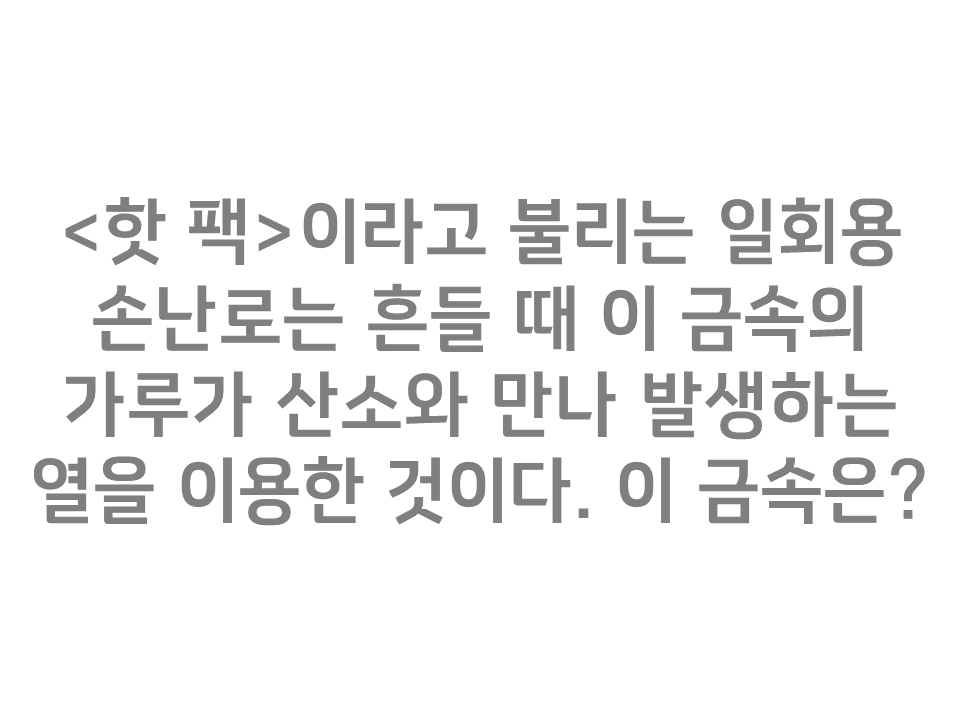 <핫 팩>이라고 불리는 일회용
손난로는 흔들 때 이 금속의
가루가 산소와 만나 발생하는
열을 이용한 것이다. 이 금속은?